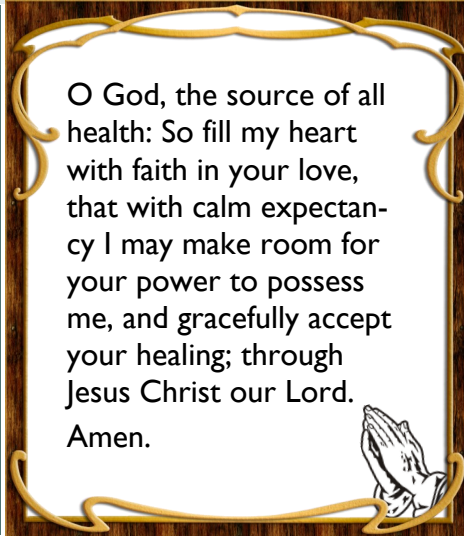 O God, the source of all
health: So fill my heart
with faith in your love,
that with calm expectan-
cy I may make room for
your power to possess
me, and gracefully accept
your healing; through
Jesus Christ our Lord.
Amen.